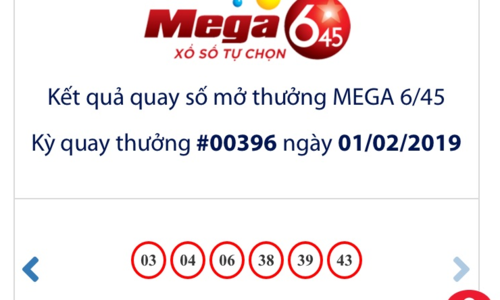 Mega 6/45
XỔ SỐ TỰ CHỌN
Kết quả quay số mở thưởng MEGA 6/45
Kỳ quay thưởng #00396 ngày 01/02/2019
03 04 06 38 39 43